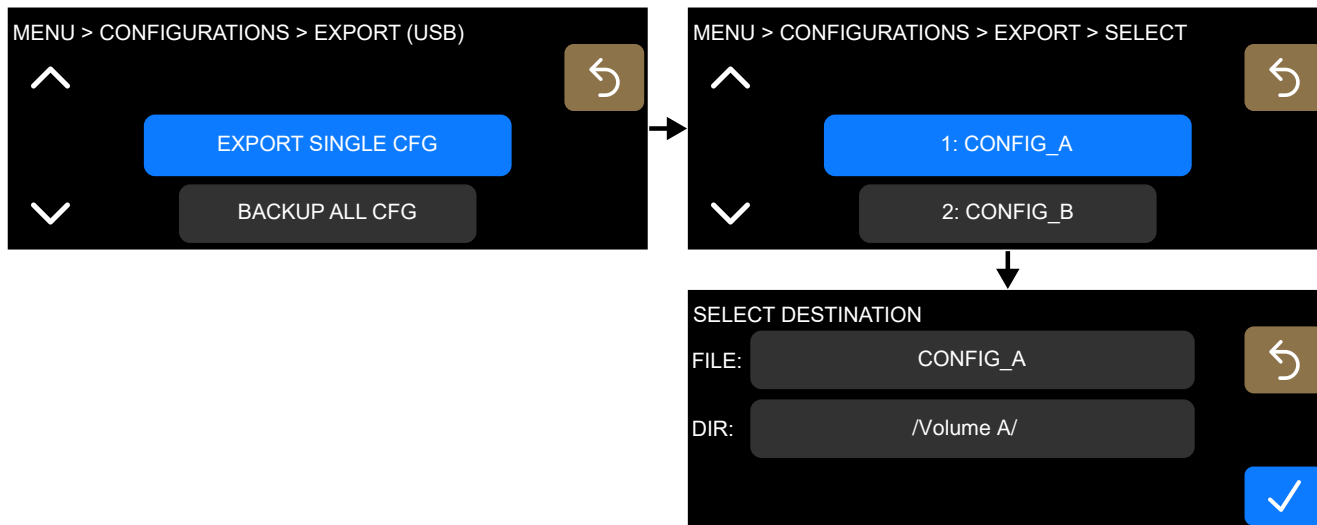 MENU > CONFIGURATIONS > EXPORT (USB)
EXPORT SINGLE CFG
BACKUP ALL CFG
MENU > CONFIGURATIONS > EXPORT > SELECT
1: CONFIG_A
2: CONFIG_B
SELECT DESTINATION
FILE: CONFIG_A
DIR: /Volume A/